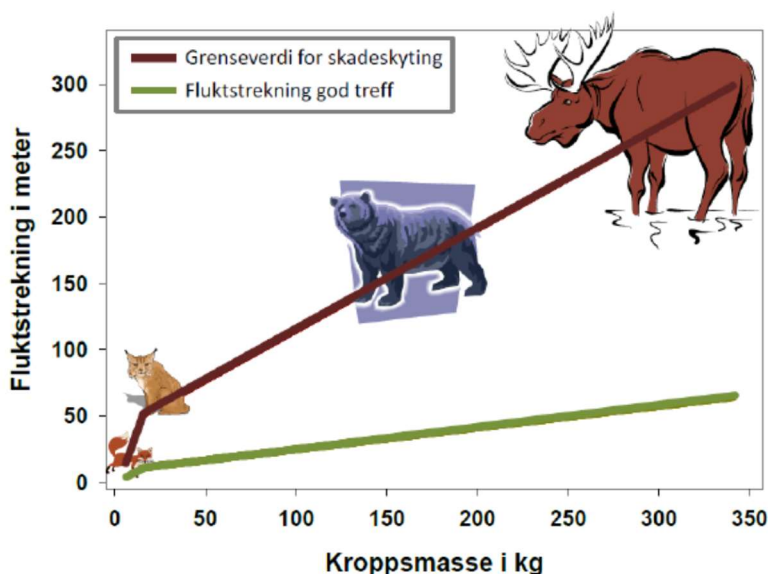 Grenseverdi for skadeskyting
Fluktstrekning god treff
Fluktstrekning i meter
300
250
200
150
100
50
0
0 50 100 150 200 250 300 350
Kroppsmasse i kg